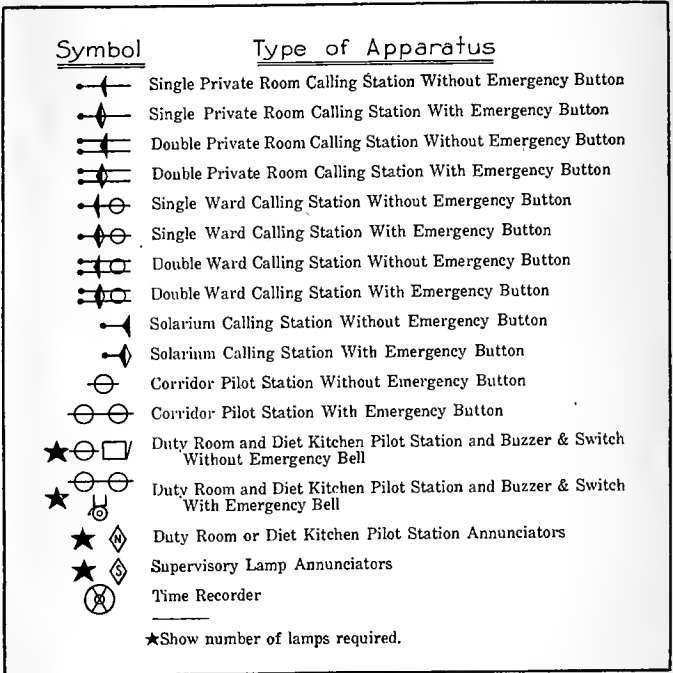 Symbol Type of Apparatus
Single Private Room Calling Station Without Emergency Button
Single Private Room Calling Station With Emergency Button
Double Private Room Calling Station Without Emergency Button
Double Private Room Calling Station With Emergency Button
Single Ward Calling Station Without Emergency Button
Single Ward Calling Station With Emergency Button
Double Ward Calling Station Without Emergency Button
Double Ward Calling Station With Emergency Button
Solarium Calling Station Without Emergency Button
Solarium Calling Station With Emergency Button
Corridor Pilot Station Without Emergency Button
Corridor Pilot Station With Emergency Button
Duty Room and Diet Kitchen Pilot Station and Buzzer & Switch
Without Emergency Bell
Duty Room and Diet Kitchen Pilot Station and Buzzer & Switch
With Emergency Bell
N Duty Room or Diet Kitchen Pilot Station Annunciators
S Supervisory Lamp Annunciators
Time Recorder
★Show number of lamps required.